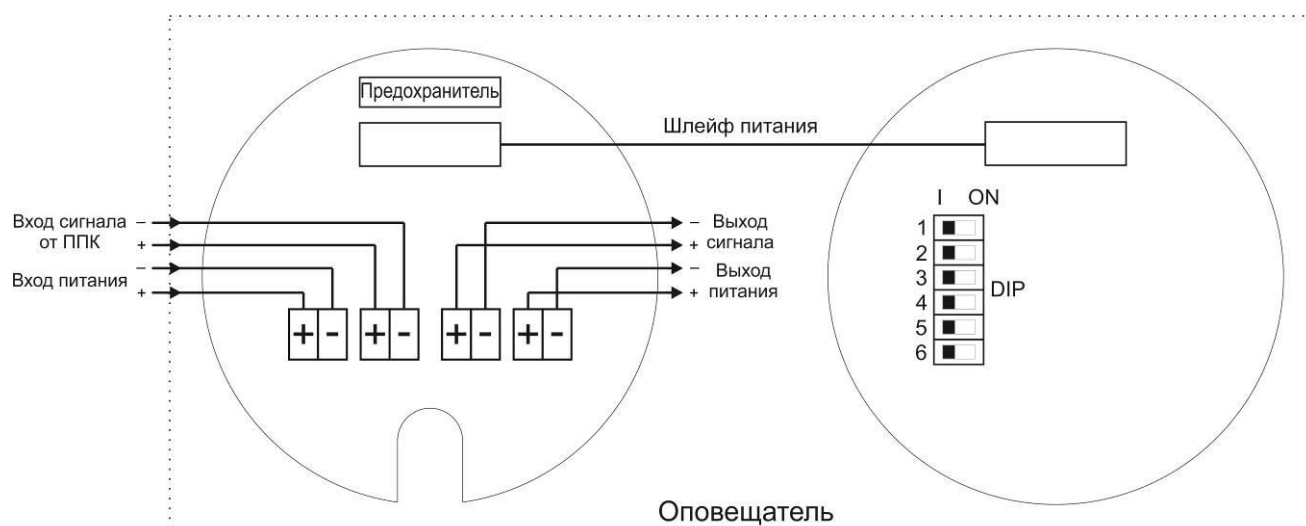 Предохранитель
Шлейф питания
I ON
Вход сигнала –
от ППК +
–
Вход питания
+
– Выход
+ сигнала
– Выход
+ питания
1
2
3
4
5
6
DIP
+ - + - + - + -
Оповещатель